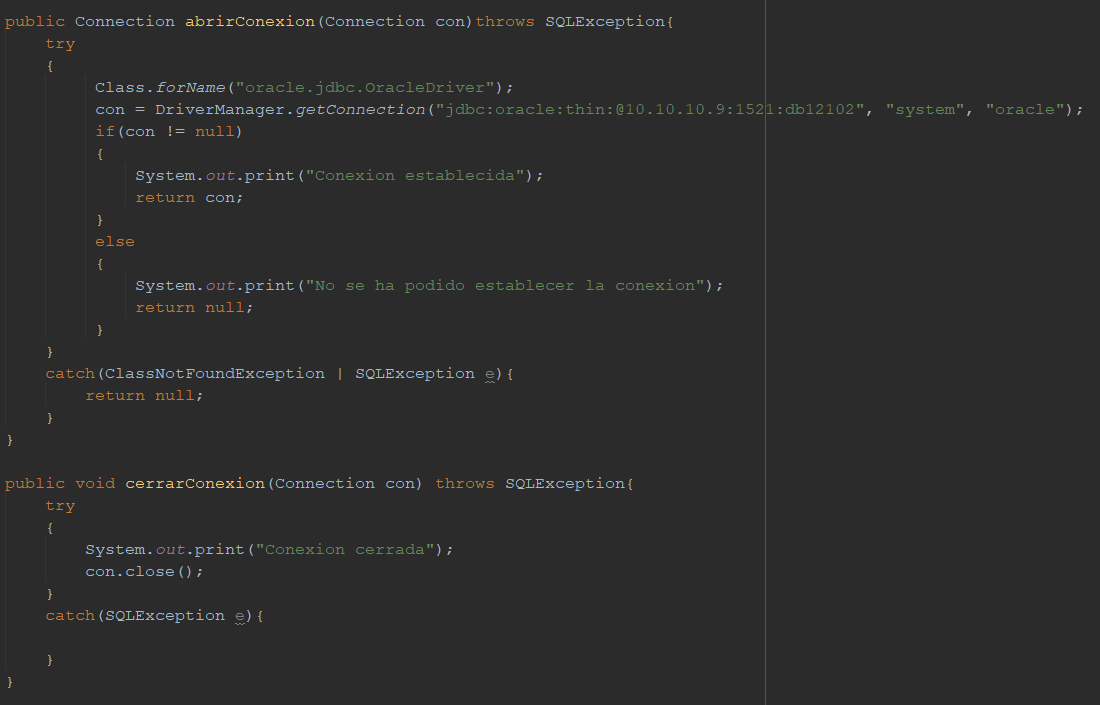 public Connection abrirConexion(Connection con)throws SQLException{
try
{
Class.forName("oracle.jdbc.OracleDriver");
con = DriverManager.getConnection("jdbc:oracle:thin:@10.10.10.9:1521:db12102", "system", "oracle");
if(con != null)
{
System.out.print("Conexion establecida");
return con;
}
else
{
System.out.print("No se ha podido establecer la conexion");
return null;
}
}
catch(ClassNotFoundException | SQLException e){
return null;
}
}
public void cerrarConexion(Connection con) throws SQLException{
try
{
System.out.print("Conexion cerrada");
con.close();
}
catch(SQLException e){
}
}